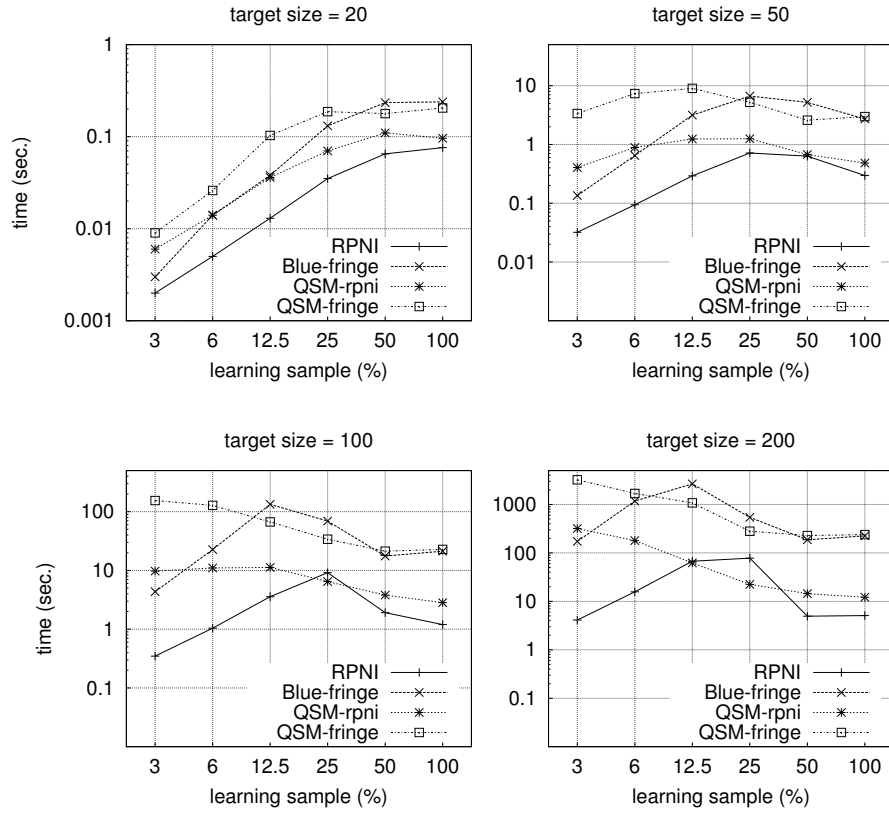 target size = 20
time (sec.)
1
0.1
0.01
0.001
RPNI
Blue-fringe
QSM-rpni
QSM-fringe
3 6 12.5 25 50 100
learning sample (%)
target size = 50
10
1
0.1
0.01
RPNI
Blue-fringe
QSM-rpni
QSM-fringe
3 6 12.5 25 50 100
learning sample (%)
target size = 100
time (sec.)
100
10
1
0.1
RPNI
Blue-fringe
QSM-rpni
QSM-fringe
3 6 12.5 25 50 100
learning sample (%)
target size = 200
1000
100
10
1
0.1
RPNI
Blue-fringe
QSM-rpni
QSM-fringe
3 6 12.5 25 50 100
learning sample (%)